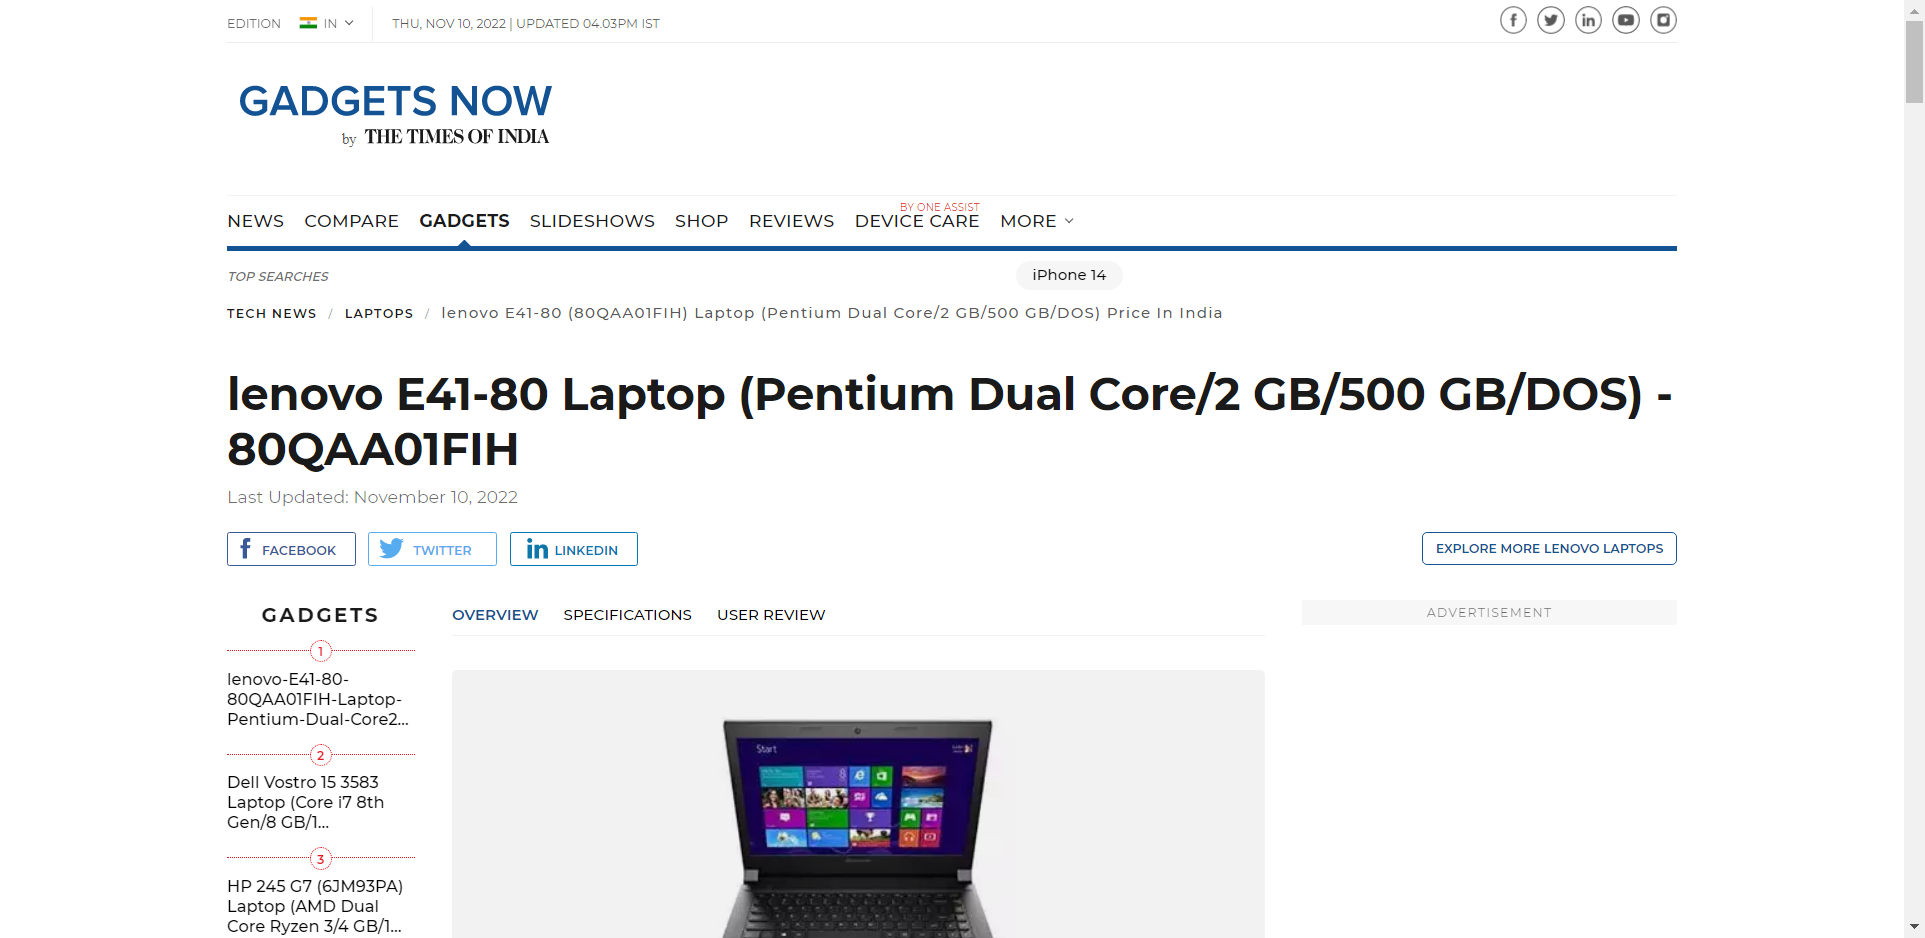 EDITION IN THU, NOV 10, 2022 | UPDATED 04.03PM IST
GADGETS NOW
by THE TIMES OF INDIA
BY ONE ASSIST
NEWS COMPARE GADGETS SLIDESHOWS SHOP REVIEWS DEVICE CARE MORE
TOP SEARCHES iPhone 14
TECH NEWS / LAPTOPS / lenovo E41-80 (80QAA01FIH) Laptop (Pentium Dual Core/2 GB/500 GB/DOS) Price In India
lenovo E41-80 Laptop (Pentium Dual Core/2 GB/500 GB/DOS) -
80QAA01FIH
Last Updated: November 10, 2022
FACEBOOK TWITTER LINKEDIN EXPLORE MORE LENOVO LAPTOPS
GADGETS
1
lenovo-E41-80-
80QAA01FIH-Laptop-
Pentium-Dual-Core2...
2
Dell Vostro 15 3583
Laptop (Core i7 8th
Gen/8 GB/1...
3
HP 245 G7 (6JM93PA)
Laptop (AMD Dual
Core Ryzen 3/4 GB/1...
OVERVIEW SPECIFICATIONS USER REVIEW
Start
ADVERTISEMENT